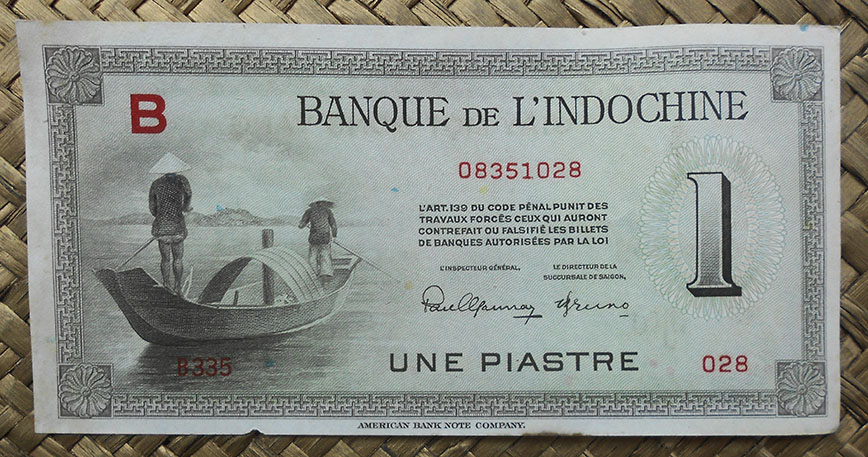 B
BANQUE DE L'INDOCHINE
08351028
L'ART. 139 DU CODE PÉNAL PUNIT DES
TRAVAUX FORCÉS CEUX QUI AURONT
CONTREFAIT OU FALSIFIÉ LES BILLETS
DE BANQUES AUTORISÉES PAR LA LOI
1
L'INSPECTEUR GÉNÉRAL,
LE DIRECTEUR DE LA
SUCCURSALE DE SAIGON,
B335
UNE PIASTRE
028
AMERICAN BANK NOTE COMPANY.